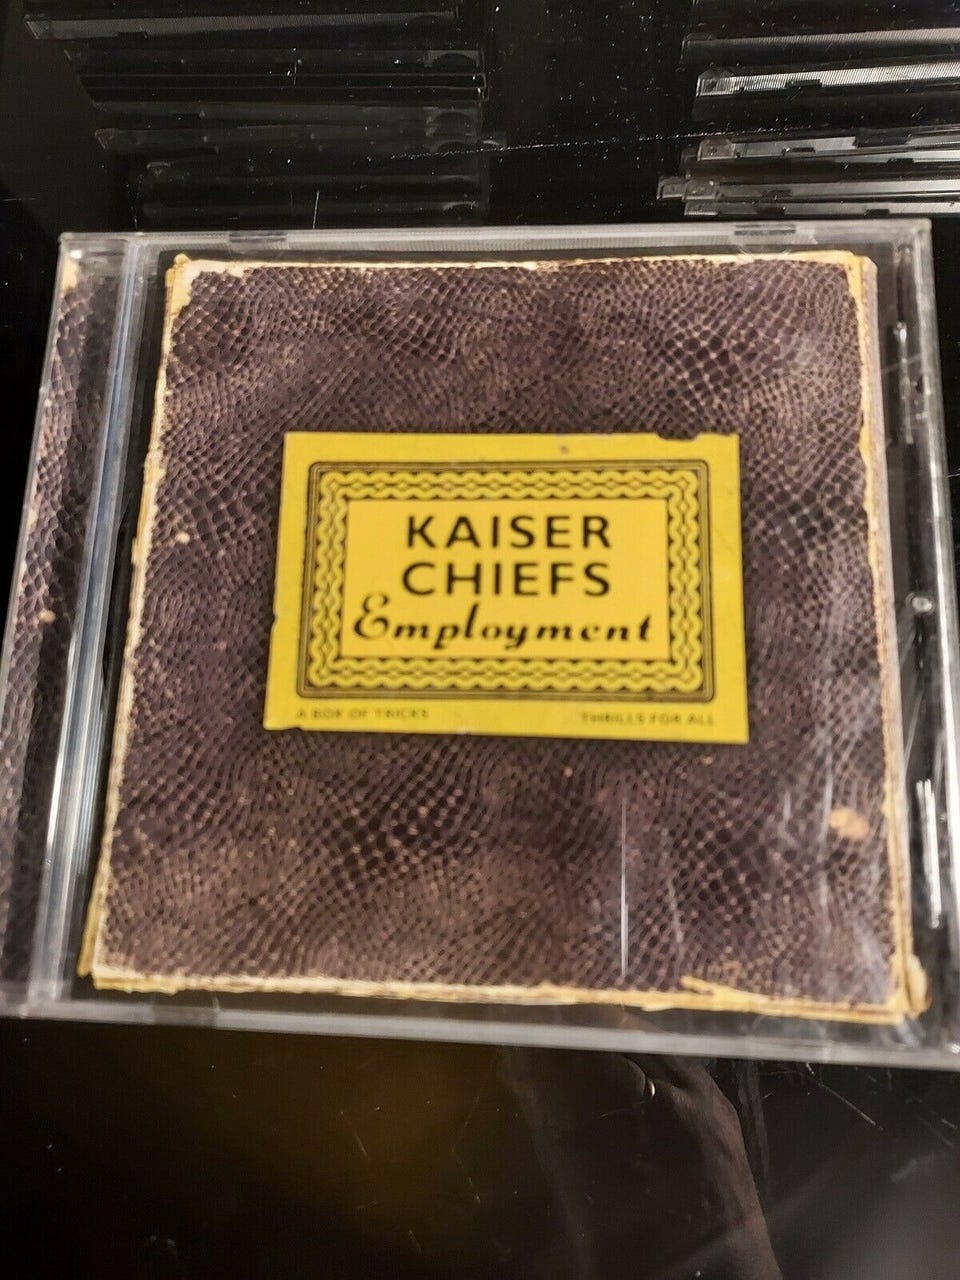 KAISER
CHIEFS
Employment
A BOX OF TRICKS
THRILLS FOR ALL